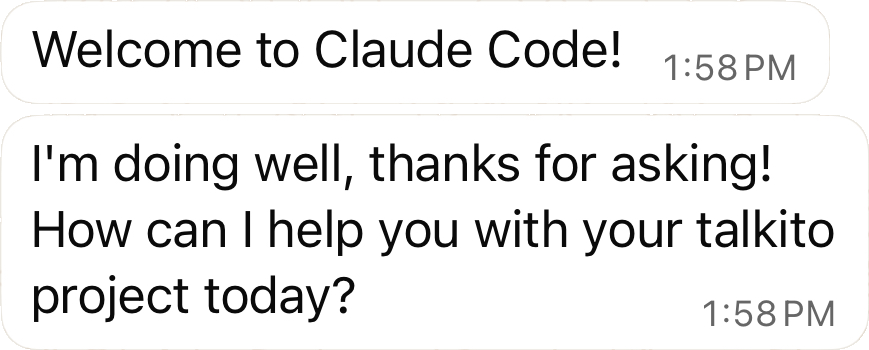 Welcome to Claude Code!
1:58 PM
I'm doing well, thanks for asking!
How can I help you with your talkito
project today?
1:58 PM